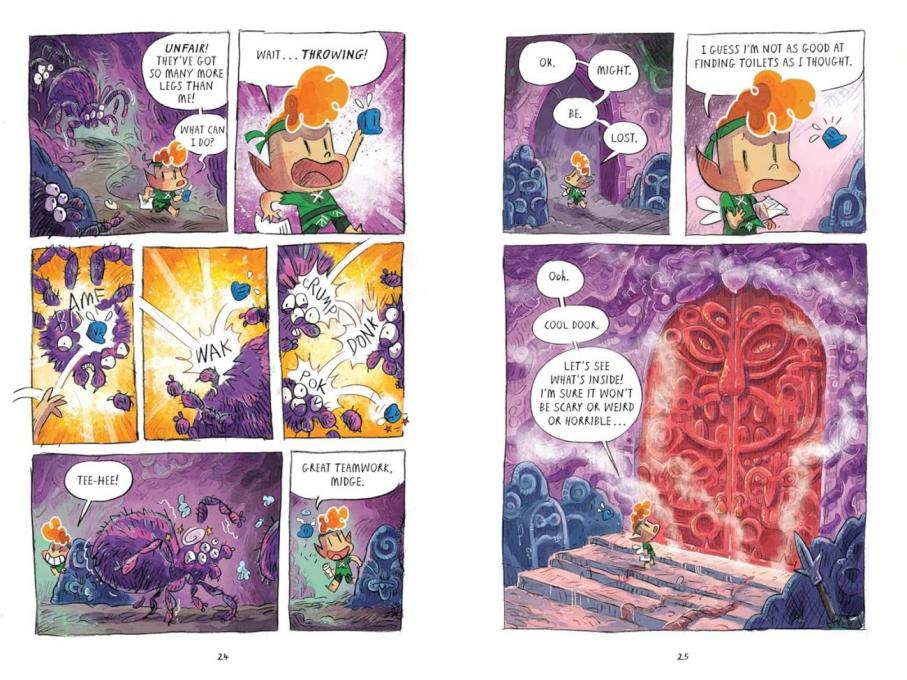 UNFAIR!
THEY'VE GOT
SO MANY MORE
LEGS THAN
ME!
WHAT CAN
I DO?
WAIT... THROWING!
WAK
CRUMP
DONK
POK
TEE-HEE!
GREAT TEAMWORK,
MIDGE.
24
OR.
MIGHT.
BE.
LOST.
I GUESS I'M NOT AS GOOD AT
FINDING TOILETS AS I THOUGHT.
Ooh.
COOL DOOR.
LET'S SEE
WHAT'S INSIDE!
I'M SURE IT WON'T
BE SCARY OR WEIRD
OR HORRIBLE...
25